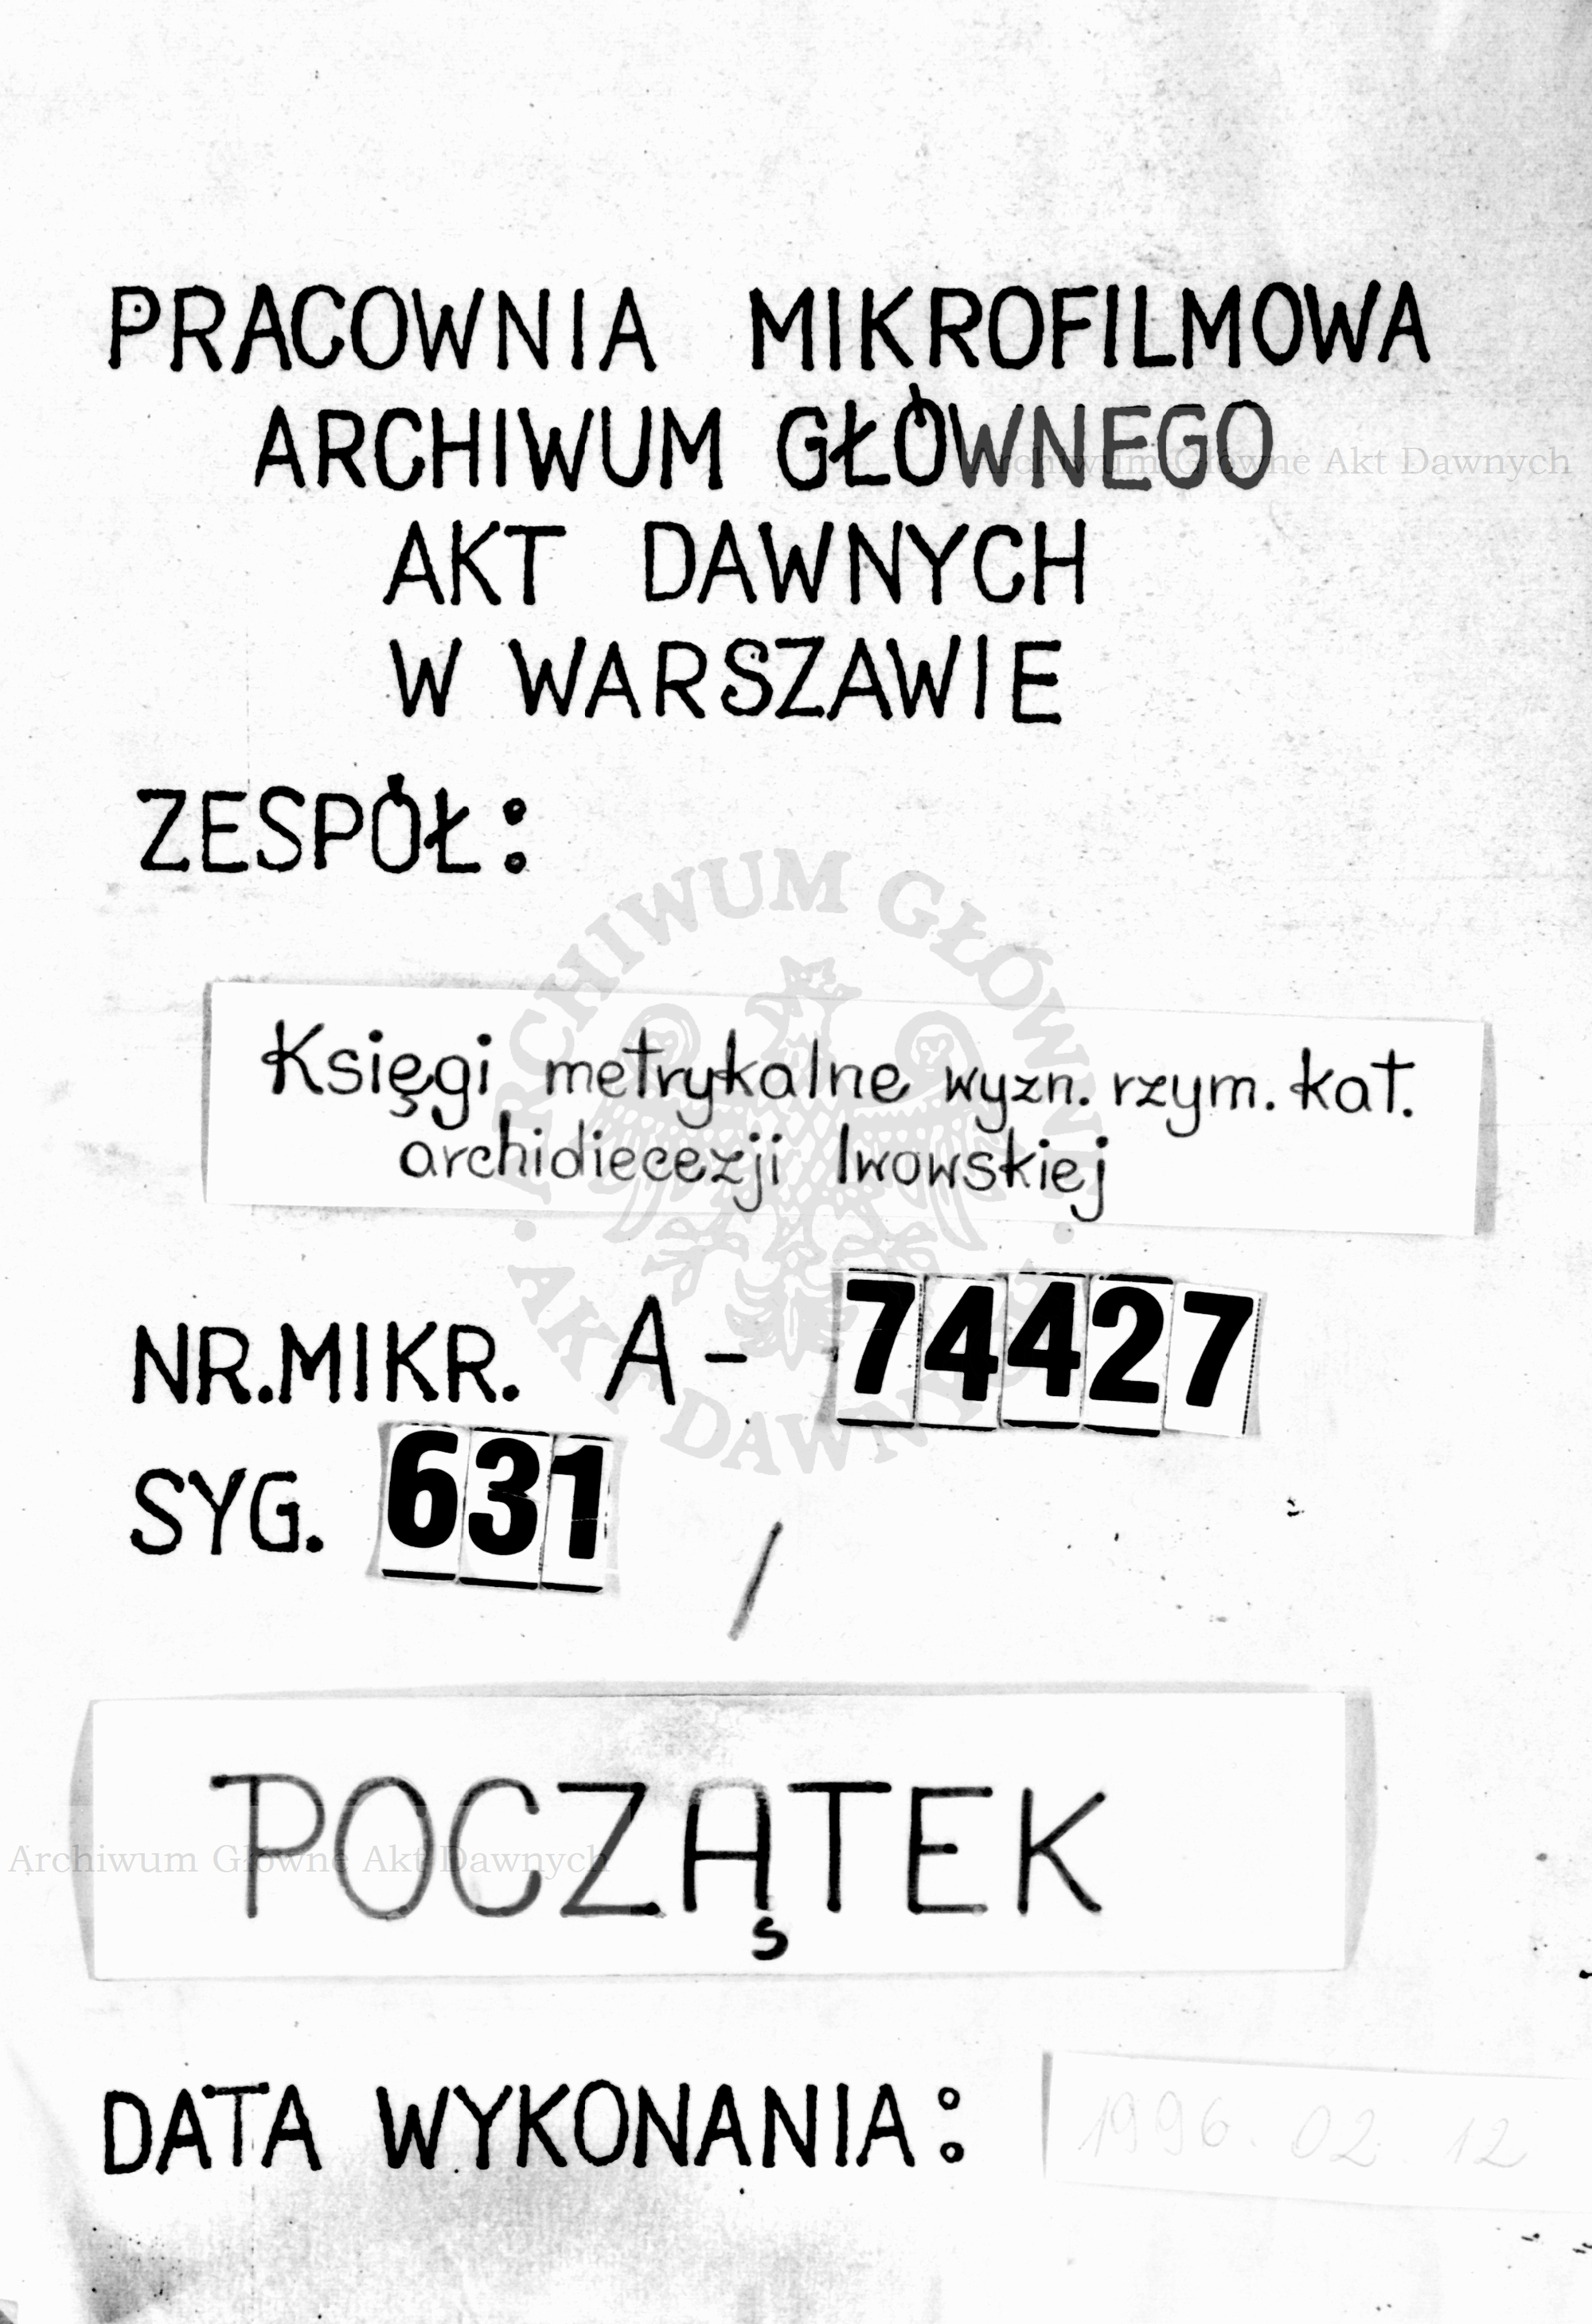 PRACOWNIA MIKROFILMOWA
ARCHIWUM GŁÓWNEGO
Archiwum Główne Akt Dawnych
AKT DAWNYCH
W WARSZAWIE
ZESPÓŁ:
ARCHIWUM GŁÓWNE
AKT DAWNYCH
Księgi metrykalne wyzn. rzym. kat.
archidiecezji lwowskiej
NR. MIKR. A - 74427
SYG. 631 /
POCZĄTEK
Archiwum Główne Akt Dawnych
DATA WYKONANIA: 1996. 02. 12